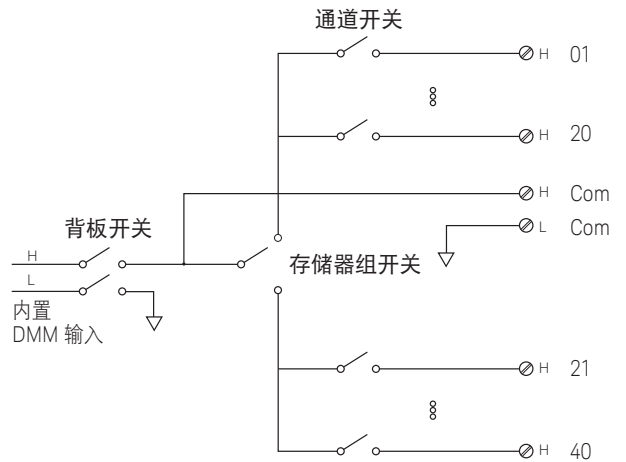 通道开关
H 01
H 20
H Com
L Com
背板开关
H
L
内置
DMM 输入
存储器组开关
H 21
H 40